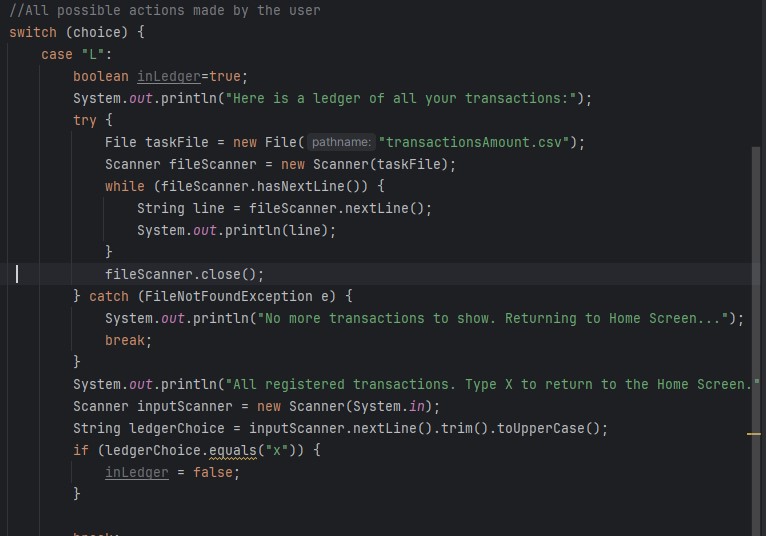 //All possible actions made by the user
switch (choice) {
case "L":
boolean inLedger=true;
System.out.println("Here is a ledger of all your transactions:");
try {
File taskFile = new File( pathname: "transactionsAmount.csv");
Scanner fileScanner = new Scanner(taskFile);
while (fileScanner.hasNextLine()) {
String line = fileScanner.nextLine();
System.out.println(line);
}
fileScanner.close();
} catch (FileNotFoundException e) {
System.out.println("No more transactions to show. Returning to Home Screen...");
break;
}
System.out.println("All registered transactions. Type X to return to the Home Screen."
Scanner inputScanner = new Scanner(System.in);
String ledgerChoice = inputScanner.nextLine().trim().toUpperCase();
if (ledgerChoice.equals("x")) {
inLedger = false;
}
break;